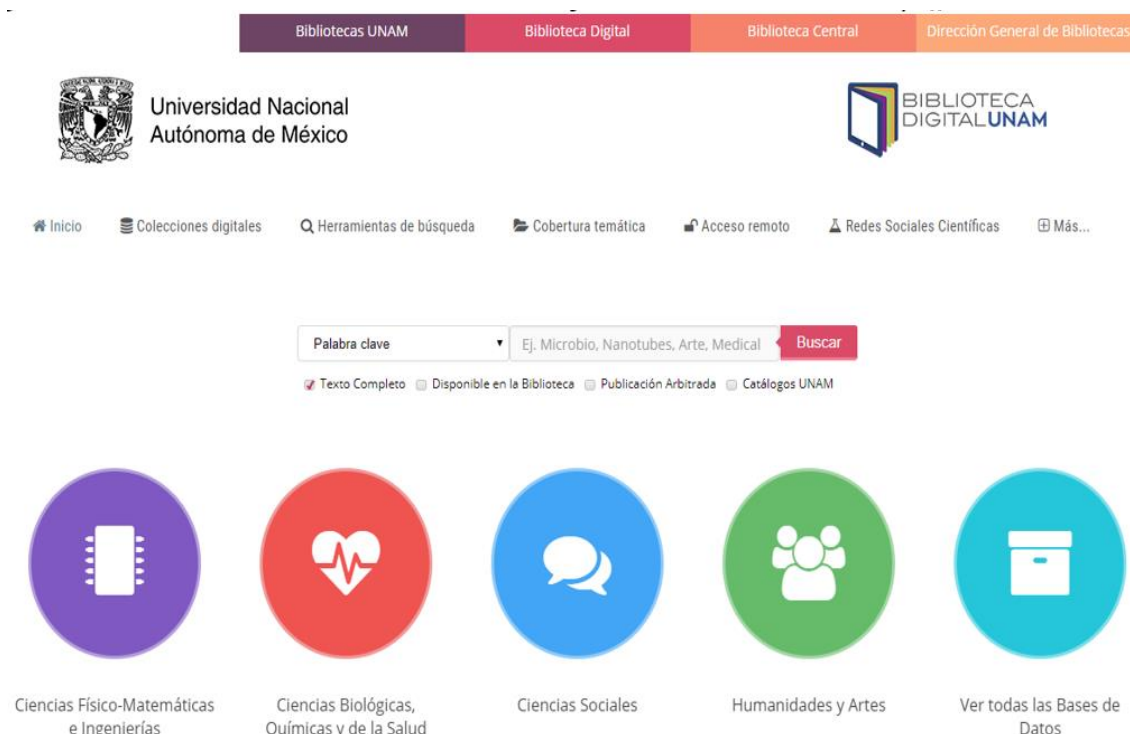 Bibliotecas UNAM
Biblioteca Digital
Biblioteca Central
Dirección General de Bibliotecas
Universidad Nacional
Autónoma de México
BIBLIOTECA
DIGITALUNAM
Inicio
Colecciones digitales
Herramientas de búsqueda
Cobertura temática
Acceso remoto
Redes Sociales Científicas
Más...
Palabra clave
Ej. Microbio, Nanotubes, Arte, Medical
Buscar
Texto Completo
Disponible en la Biblioteca
Publicación Arbitrada
Catálogos UNAM
Ciencias Físico-Matemáticas
e Ingenierías
Ciencias Biológicas,
Químicas y de la Salud
Ciencias Sociales
Humanidades y Artes
Ver todas las Bases de
Datos